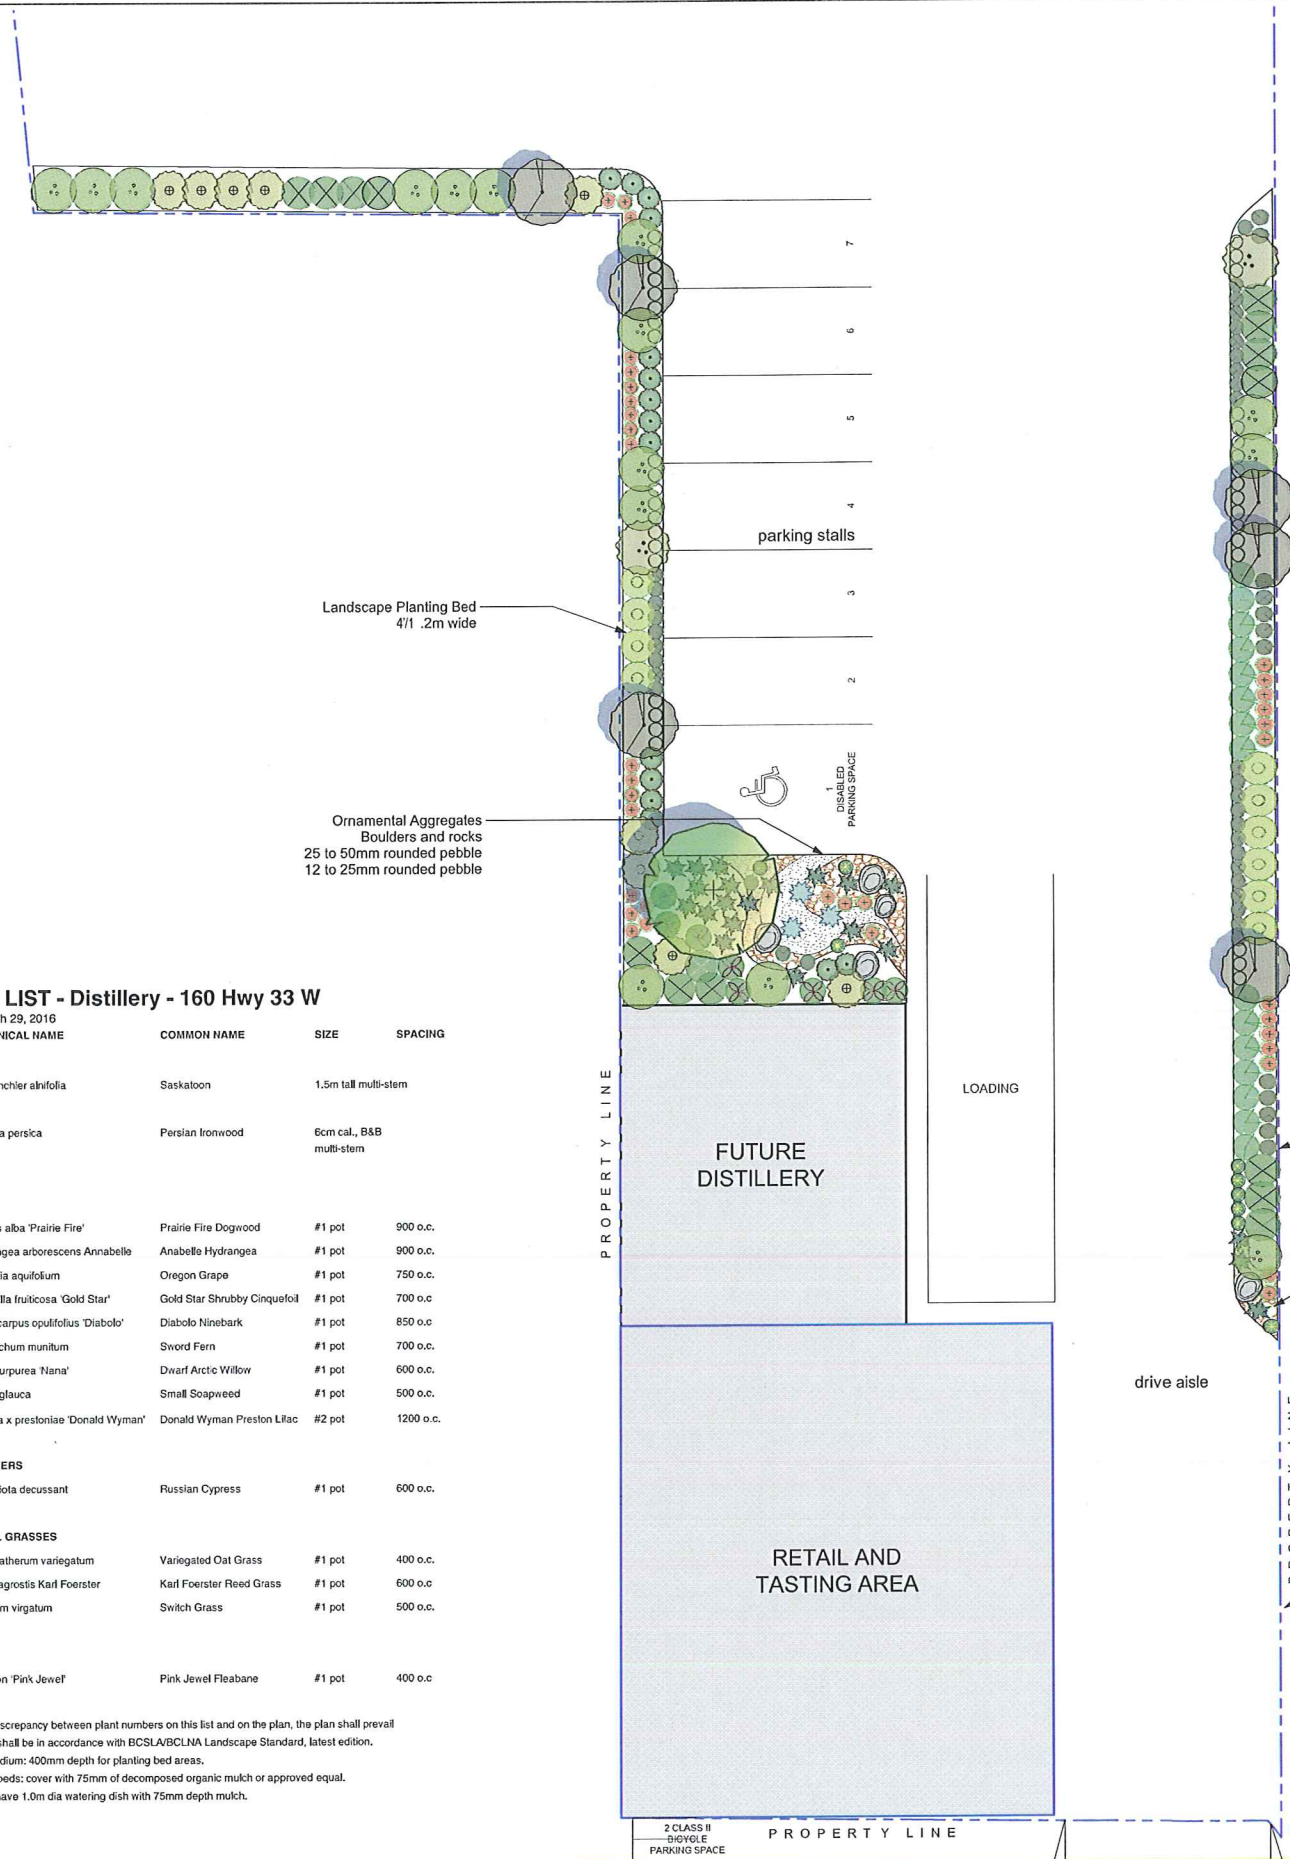 7
6
5
4
parking stalls
3
2
Landscape Planting Bed
4'/1 .2m wide
1
DISABLED
PARKING SPACE
Ornamental Aggregates
Boulders and rocks
25 to 50mm rounded pebble
12 to 25mm rounded pebble
LIST - Distillery - 160 Hwy 33 W
h 29, 2016
NICAL NAME COMMON NAME SIZE SPACING
nchier alnifolia Saskatoon 1.5m tall multi-stem
a persica Persian Ironwood 6cm cal., B&B
multi-stem
s alba 'Prairie Fire' Prairie Fire Dogwood #1 pot 900 o.c.
gea arborescens Annabelle Anabelle Hydrangea #1 pot 900 o.c.
ia aquifolium Oregon Grape #1 pot 750 o.c.
lla fruiticosa 'Gold Star' Gold Star Shrubby Cinquefoil #1 pot 700 o.c
carpus opulifolius 'Diabolo' Diabolo Ninebark #1 pot 850 o.c
chum munitum Sword Fern #1 pot 700 o.c.
urpurea 'Nana' Dwarf Arctic Willow #1 pot 600 o.c.
glauca Small Soapweed #1 pot 500 o.c.
a x prestoniae 'Donald Wyman' Donald Wyman Preston Lilac #2 pot 1200 o.c.
ERS
iota decussant Russian Cypress #1 pot 600 o.c.
L GRASSES
atherum variegatum Variegated Oat Grass #1 pot 400 o.c.
agrostis Karl Foerster Karl Foerster Reed Grass #1 pot 600 o.c
m virgatum Switch Grass #1 pot 500 o.c.
n 'Pink Jewel' Pink Jewel Fleabane #1 pot 400 o.c
screpancy between plant numbers on this list and on the plan, the plan shall prevail
shall be in accordance with BCSLA/BCLNA Landscape Standard, latest edition.
dium: 400mm depth for planting bed areas.
beds: cover with 75mm of decomposed organic mulch or approved equal.
ave 1.0m dia watering dish with 75mm depth mulch.
PROPERTY LINE
FUTURE
DISTILLERY
LOADING
drive aisle
RETAIL AND
TASTING AREA
PROPERTY LINE
2 CLASS II
BICYCLE
PARKING SPACE
PROPERTY LINE